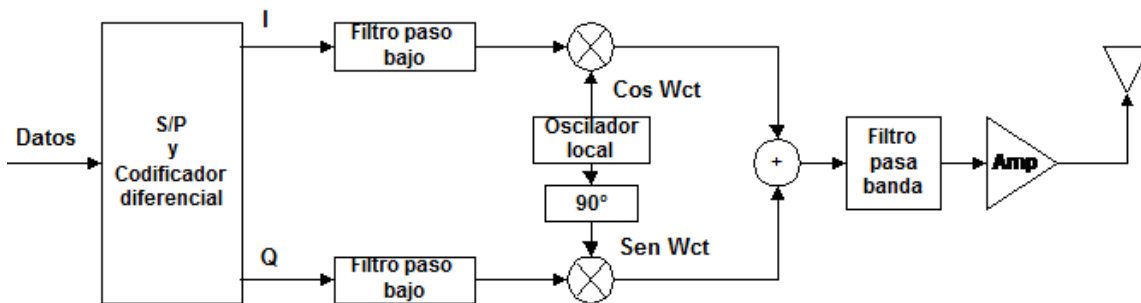 I
Filtro paso
bajo
Cos Wct
Datos
S/P
y
Codificador
diferencial
Oscilador
local
+
Filtro
pasa
banda
Amp
90°
Sen Wct
Q
Filtro paso
bajo